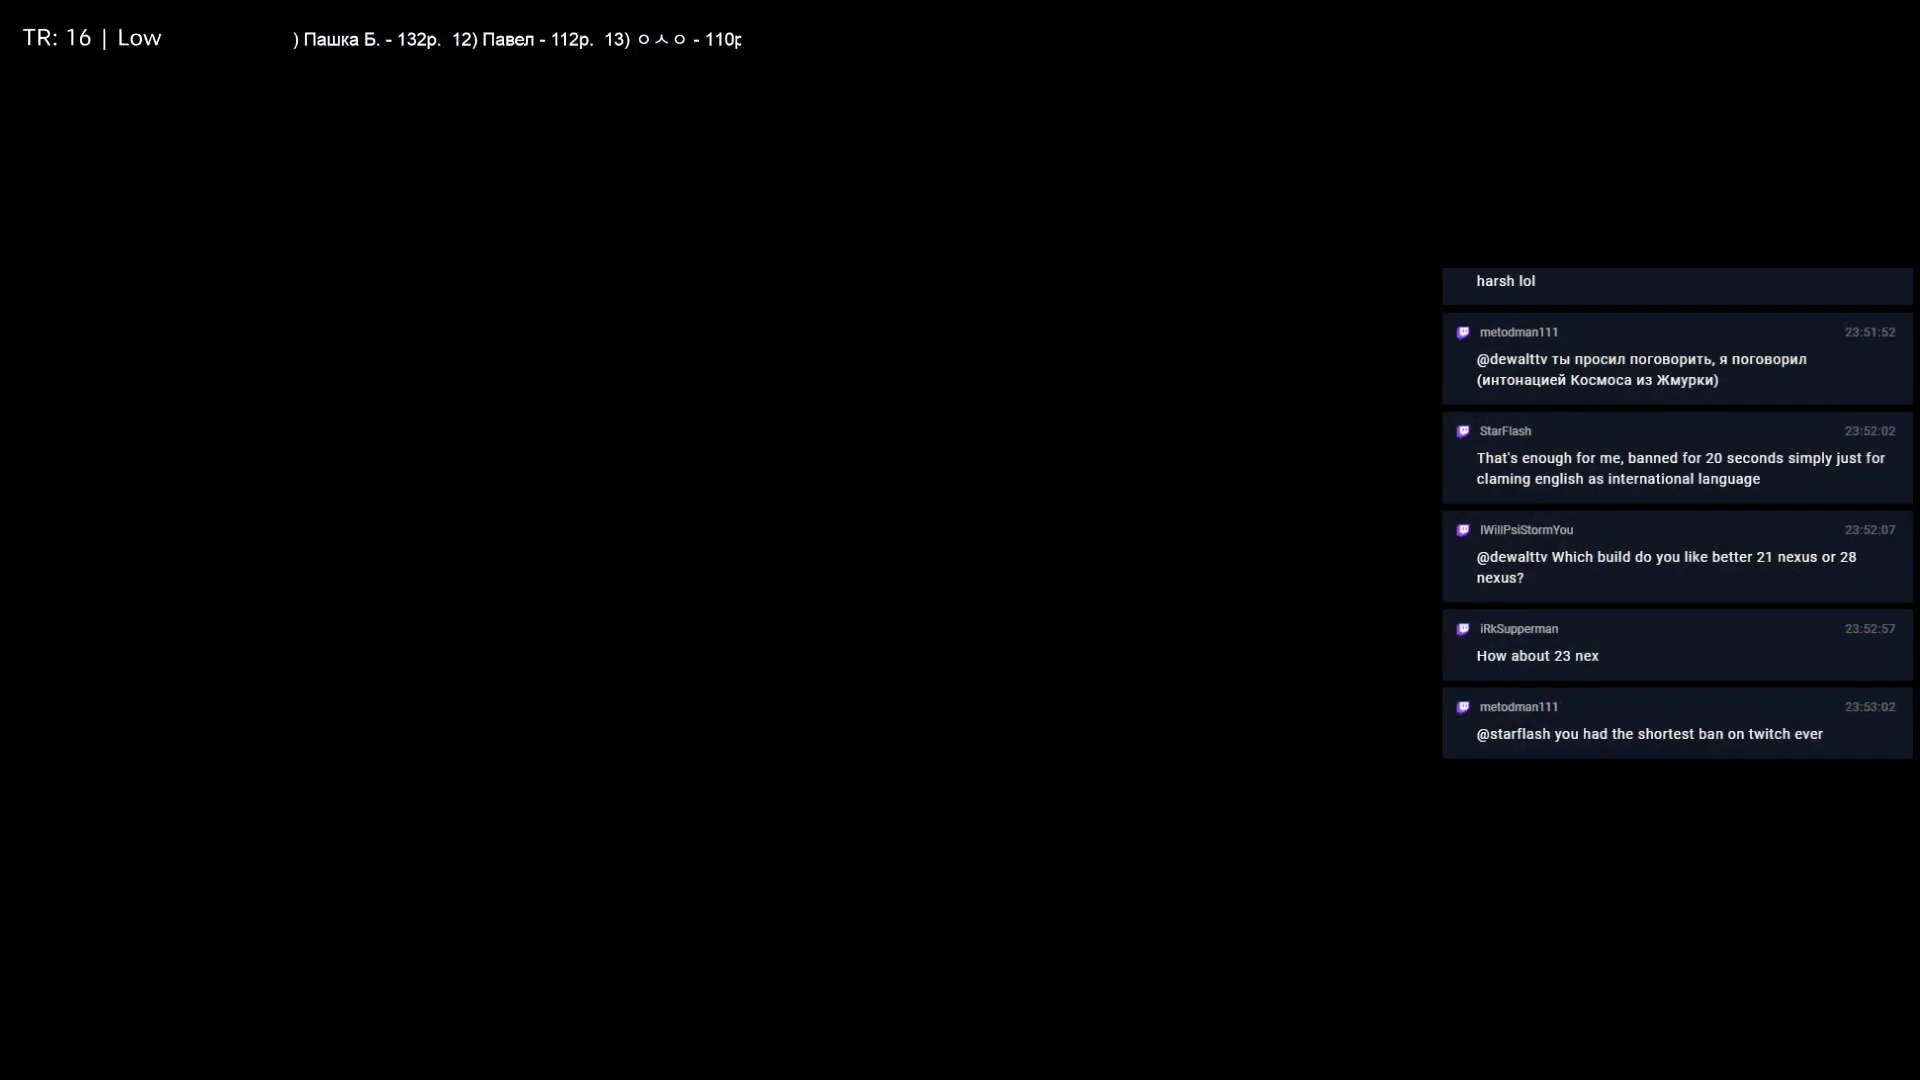 TR: 16 | Low
) Пашка Б. - 132р. 12) Павел - 112р. 13) ㅇㅅㅇ - 110р
harsh lol
metodman111 23:51:52
@dewalttv ты просил поговорить, я поговорил
(интонацией Космоса из Жмурки)
StarFlash 23:52:02
That's enough for me, banned for 20 seconds simply just for
claming english as international language
IWillPsiStormYou 23:52:07
@dewalttv Which build do you like better 21 nexus or 28
nexus?
iRkSupperman 23:52:57
How about 23 nex
metodman111 23:53:02
@starflash you had the shortest ban on twitch ever